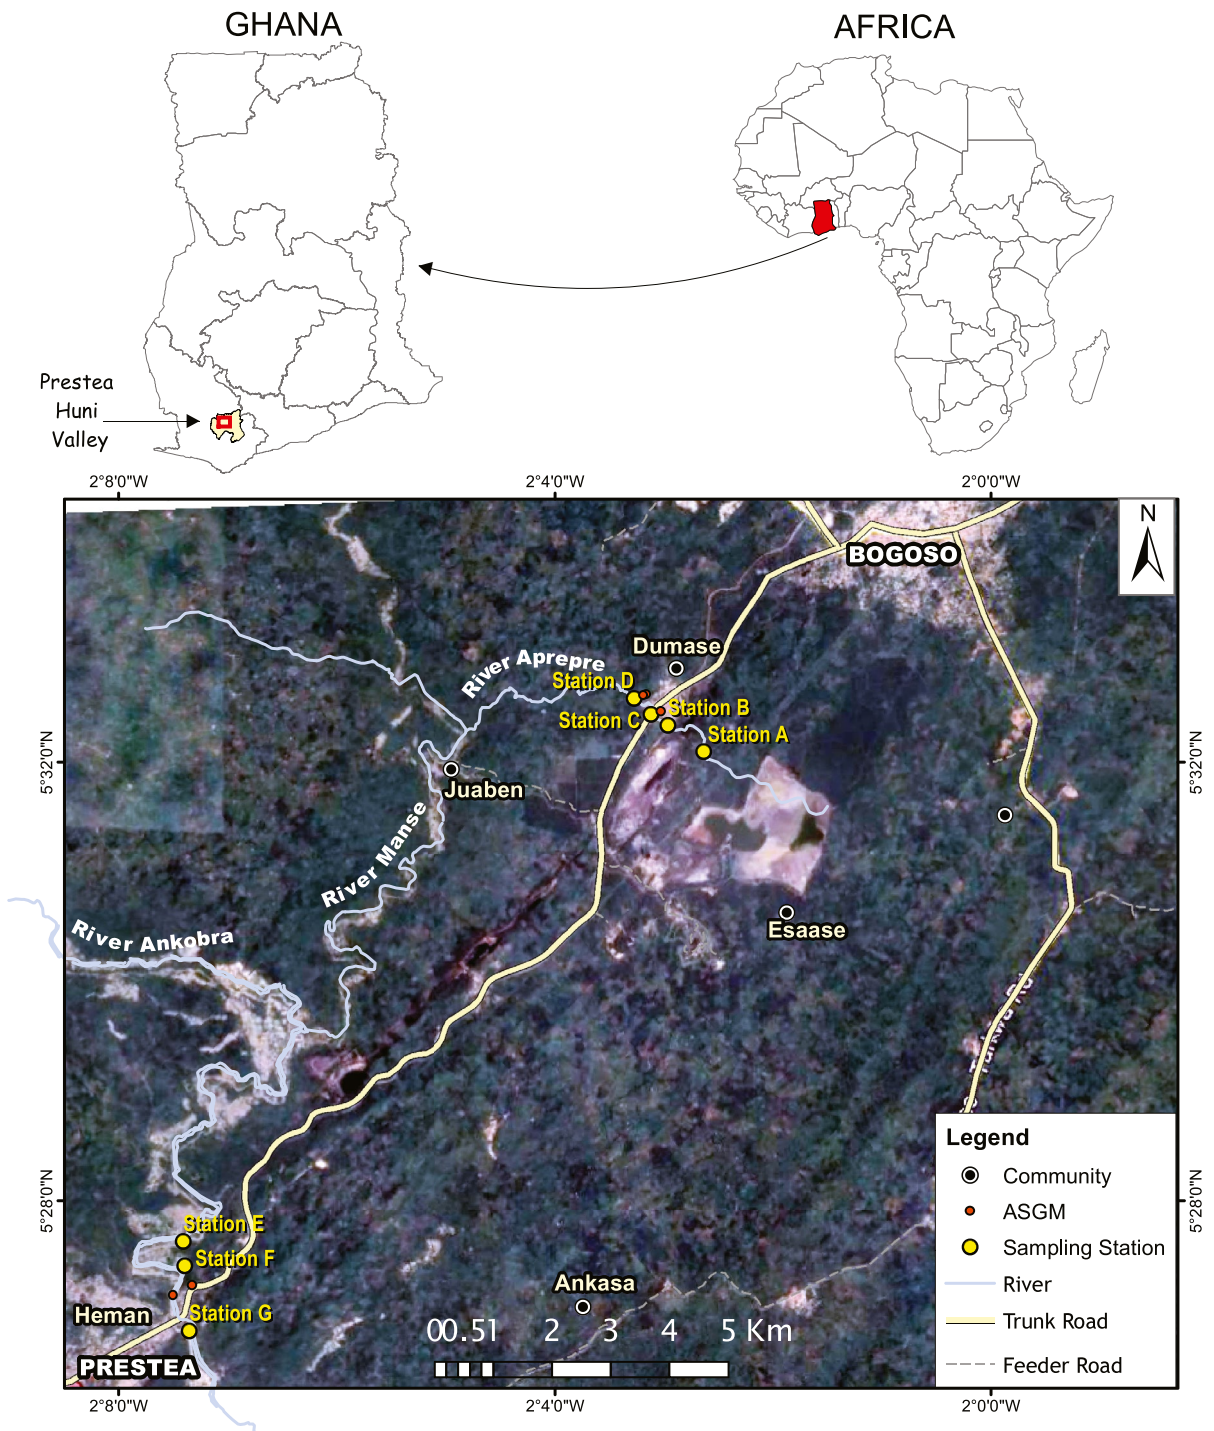 GHANA
AFRICA
Prestea
Huni
Valley
2°8'0"W
2°4'0"W
2°0'0"W
N
BOGOSO
Dumase
River Aprepre
Station D
Station B
Station C
Station A
5°32'0"N
5°32'0"N
Juaben
River Manse
Esaase
River Ankobra
Legend
Community
ASGM
Sampling Station
River
Trunk Road
Feeder Road
5°28'0"N
5°28'0"N
Station E
Station F
Ankasa
Heman
Station G
00.51 2 3 4 5 Km
PRESTEA
2°8'0"W
2°4'0"W
2°0'0"W